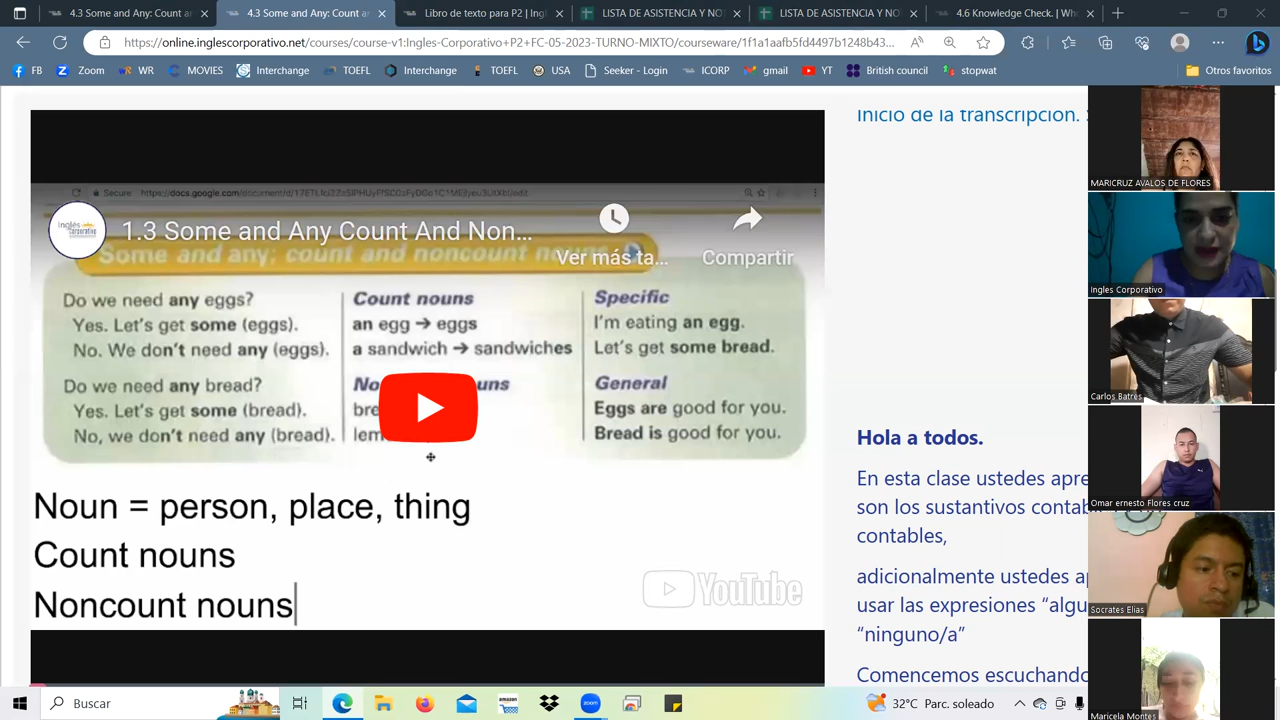 4.3 Some and Any: Count ar
4.3 Some and Any: Count ar
Libro de texto para P2 | Ingl
LISTA DE ASISTENCIA Y NO
LISTA DE ASISTENCIA Y NO
4.6 Knowledge Check. | Wh
https://online.inglescorporativo.net/courses/course-v1:Ingles-Corporativo+P2+FC-05-2023-TURNO-MIXTO/courseware/1f1a1aafb5fd4497b1248b43...
FB
Zoom
WR
MOVIES
Interchange
TOEFL
Interchange
TOEFL
USA
Seeker - Login
ICORP
gmail
YT
British council
stopwat
Otros favoritos
Inicio de la transcripción.
Secure
1.3 Some and Any Count And Non...
Ver más ta...
Compartir
Some and any; count and noncount nouns
Do we need any eggs?
Yes. Let's get some (eggs).
No. We don't need any (eggs).
Do we need any bread?
Yes. Let's get some (bread).
No, we don't need any (bread).
Count nouns
an egg → eggs
a sandwich → sandwiches
Specific
I'm eating an egg.
Let's get some bread.
General
Eggs are good for you.
Bread is good for you.
Noun = person, place, thing
Count nouns
Noncount nouns
YouTube
Hola a todos.
En esta clase ustedes apre
son los sustantivos contab
contables,
adicionalmente ustedes a
usar las expresiones “algu
“ninguno/a”
Comencemos escuchando
MARICRUZ AVALOS DE FLORES
Ingles Corporativo
Carlos Batres
Omar ernesto Flores cruz
Socrates Elias
Maricela Montes
Buscar
amazon
zoom
32°C Parc. soleado